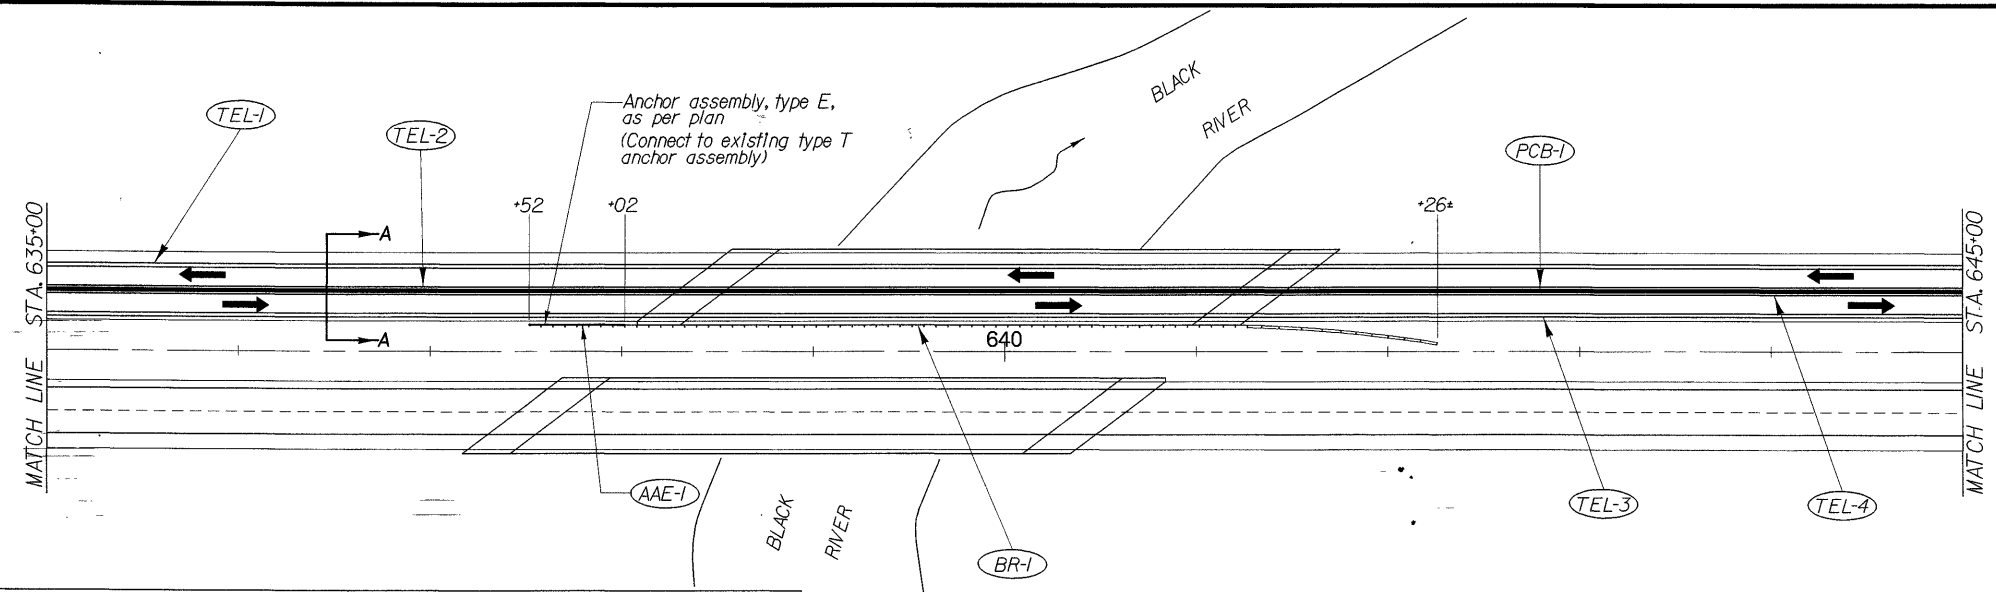 TEL-1
TEL-2
Anchor assembly, type E,
as per plan
(Connect to existing type T
anchor assembly)
BLACK
RIVER
PCB-1
+52
+02
+26±
A
A
MATCH LINE STA. 635+00
MATCH LINE STA. 645+00
640
AAE-1
BLACK
RIVER
BR-1
TEL-3
TEL-4